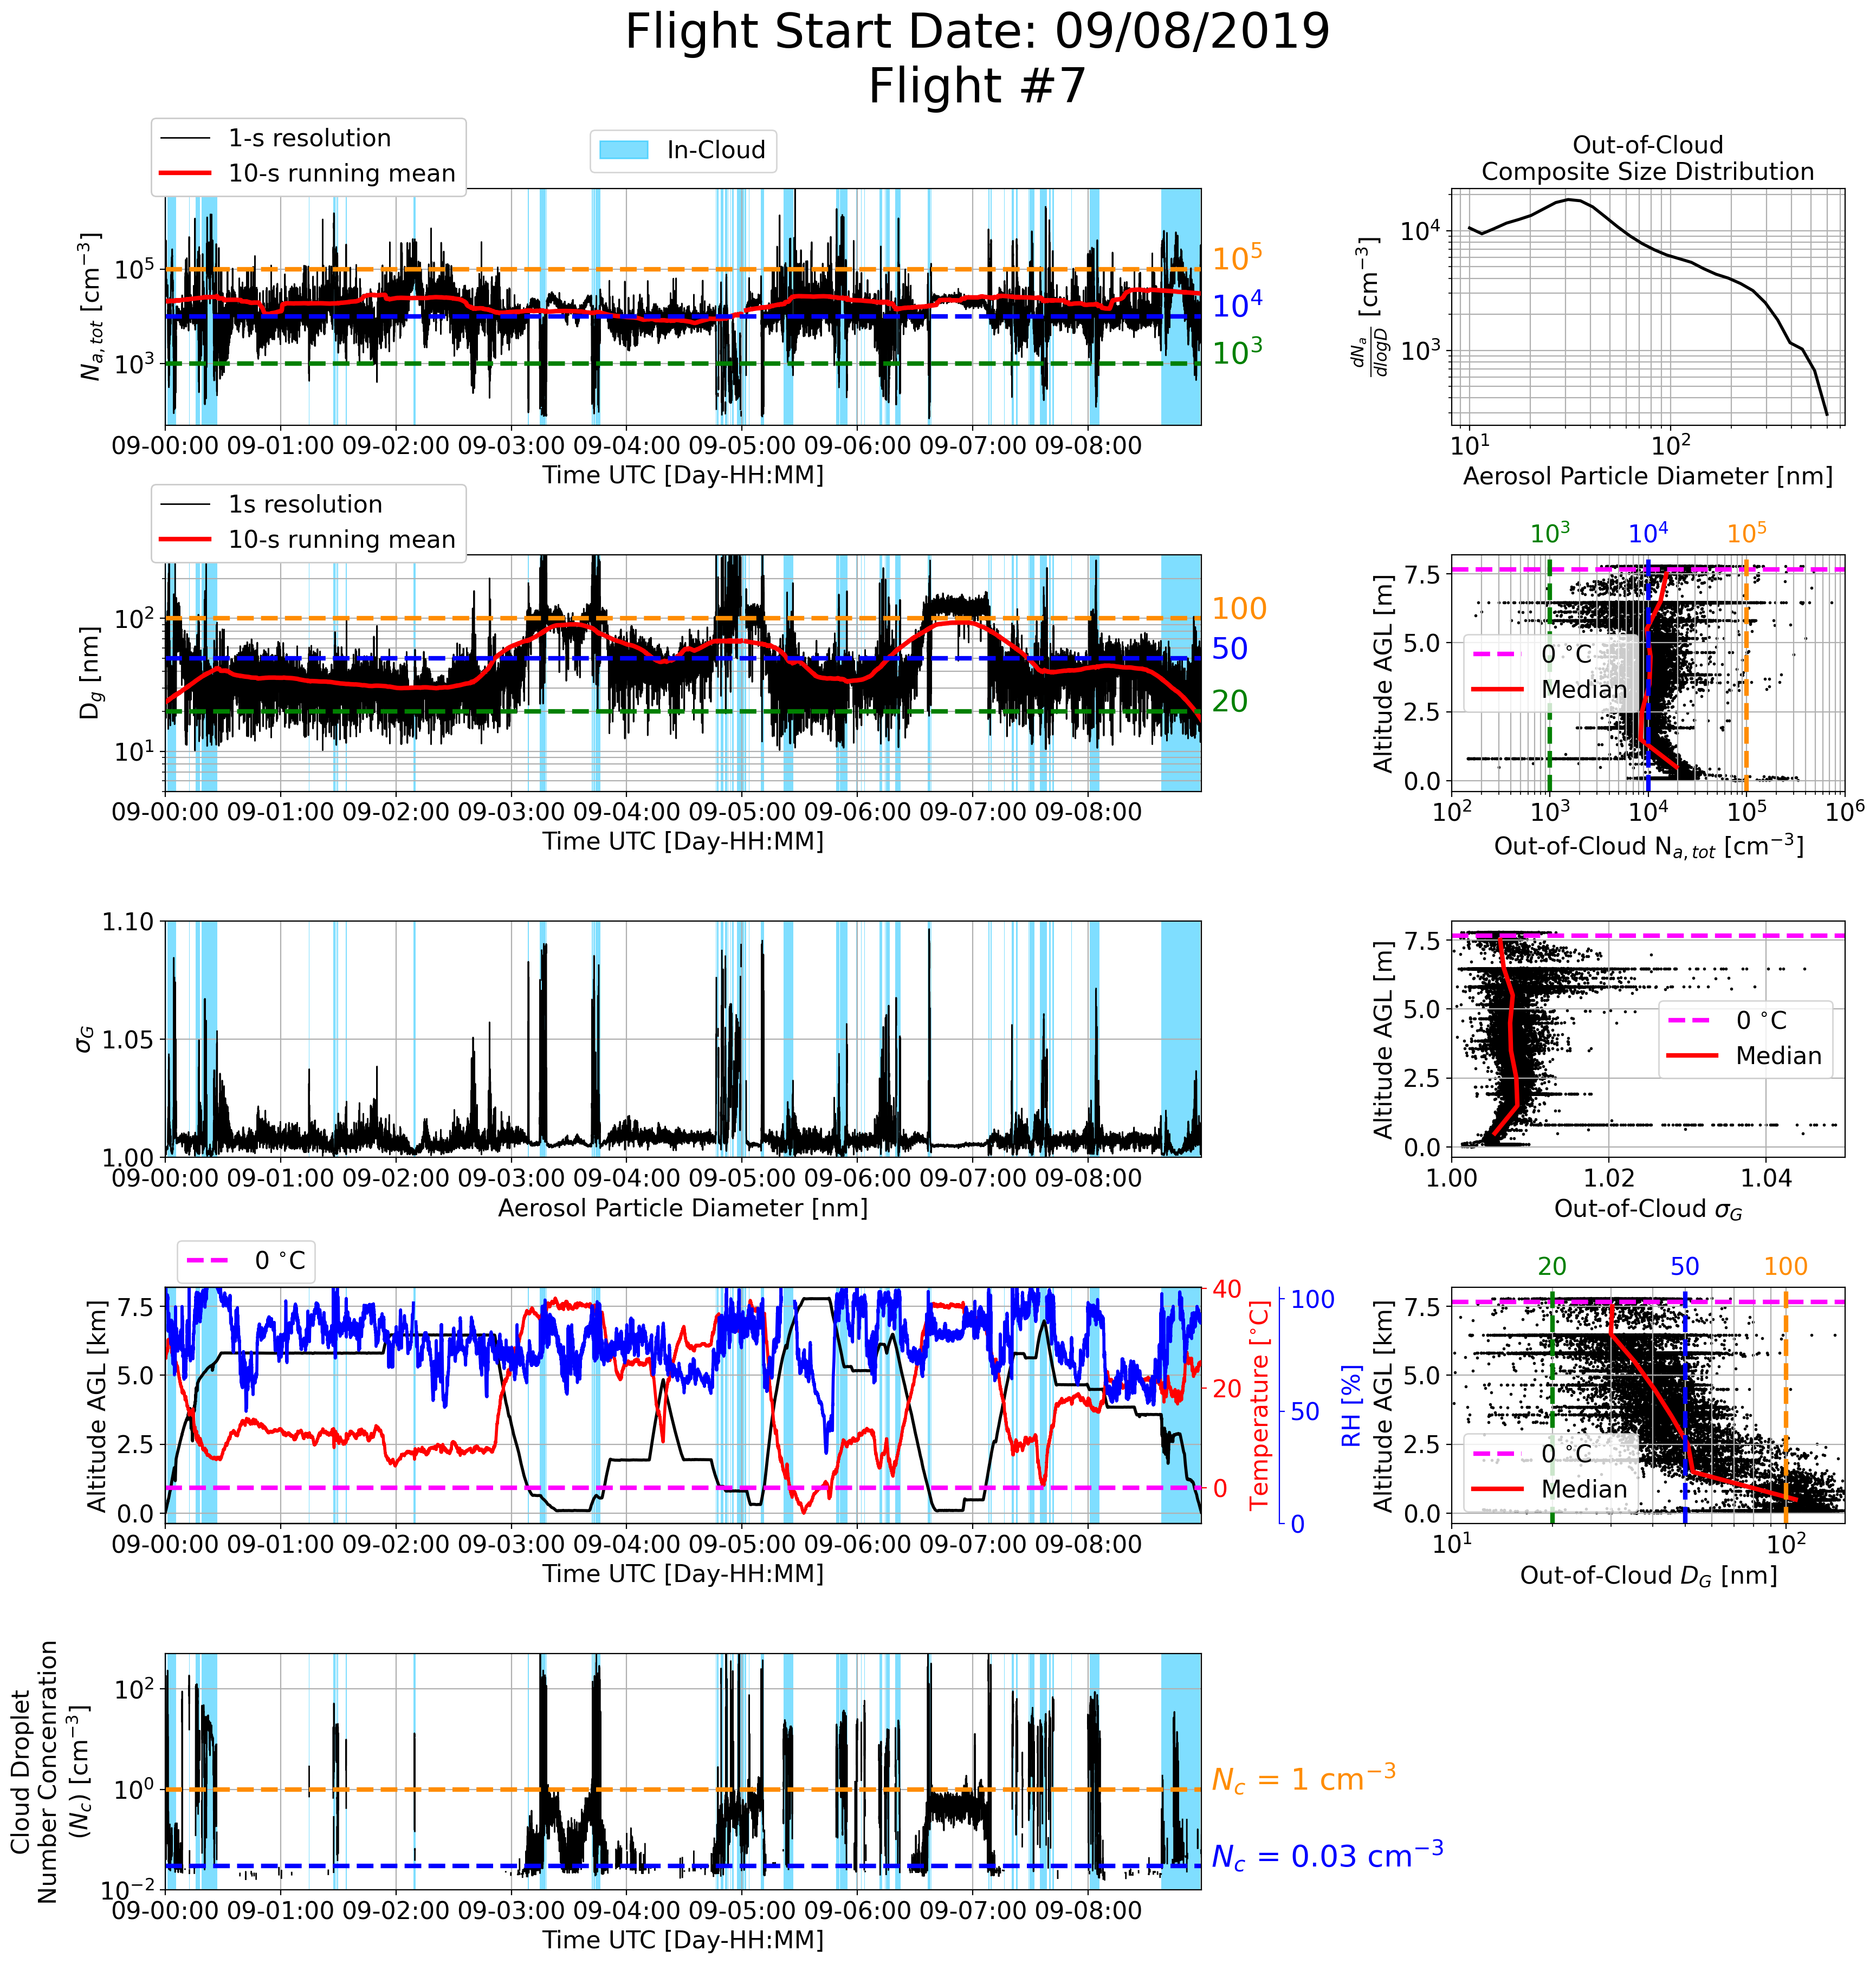 Flight Start Date: 09/08/2019
Flight #7
1-s resolution
10-s running mean
In-Cloud
N_{a,tot} [cm^{-3}]
10^5
10^3
10^5
10^4
10^3
09-00:00 09-01:00 09-02:00 09-03:00 09-04:00 09-05:00 09-06:00 09-07:00 09-08:00
Time UTC [Day-HH:MM]
Out-of-Cloud
Composite Size Distribution
dN_a/dlogD [cm^{-3}]
10^4
10^3
10^1 10^2
Aerosol Particle Diameter [nm]
1s resolution
10-s running mean
D_g [nm]
10^2
10^1
100
50
20
09-00:00 09-01:00 09-02:00 09-03:00 09-04:00 09-05:00 09-06:00 09-07:00 09-08:00
Time UTC [Day-HH:MM]
10^3 10^4 10^5
Altitude AGL [m]
7.5
5.0
2.5
0.0
0 °C
Median
10^2 10^3 10^4 10^5 10^6
Out-of-Cloud N_{a,tot} [cm^{-3}]
σ_G
1.10
1.05
1.00
09-00:00 09-01:00 09-02:00 09-03:00 09-04:00 09-05:00 09-06:00 09-07:00 09-08:00
Aerosol Particle Diameter [nm]
Altitude AGL [m]
7.5
5.0
2.5
0.0
0 °C
Median
1.00 1.02 1.04
Out-of-Cloud σ_G
0 °C
Altitude AGL [km]
7.5
5.0
2.5
0.0
40
20
0
Temperature [°C]
100
50
0
RH [%]
09-00:00 09-01:00 09-02:00 09-03:00 09-04:00 09-05:00 09-06:00 09-07:00 09-08:00
Time UTC [Day-HH:MM]
20 50 100
Altitude AGL [km]
7.5
5.0
2.5
0.0
0 °C
Median
10^1 10^2
Out-of-Cloud D_G [nm]
Cloud Droplet
Number Concenration
(N_c) [cm^{-3}]
10^2
10^0
10^{-2}
N_c = 1 cm^{-3}
N_c = 0.03 cm^{-3}
09-00:00 09-01:00 09-02:00 09-03:00 09-04:00 09-05:00 09-06:00 09-07:00 09-08:00
Time UTC [Day-HH:MM]